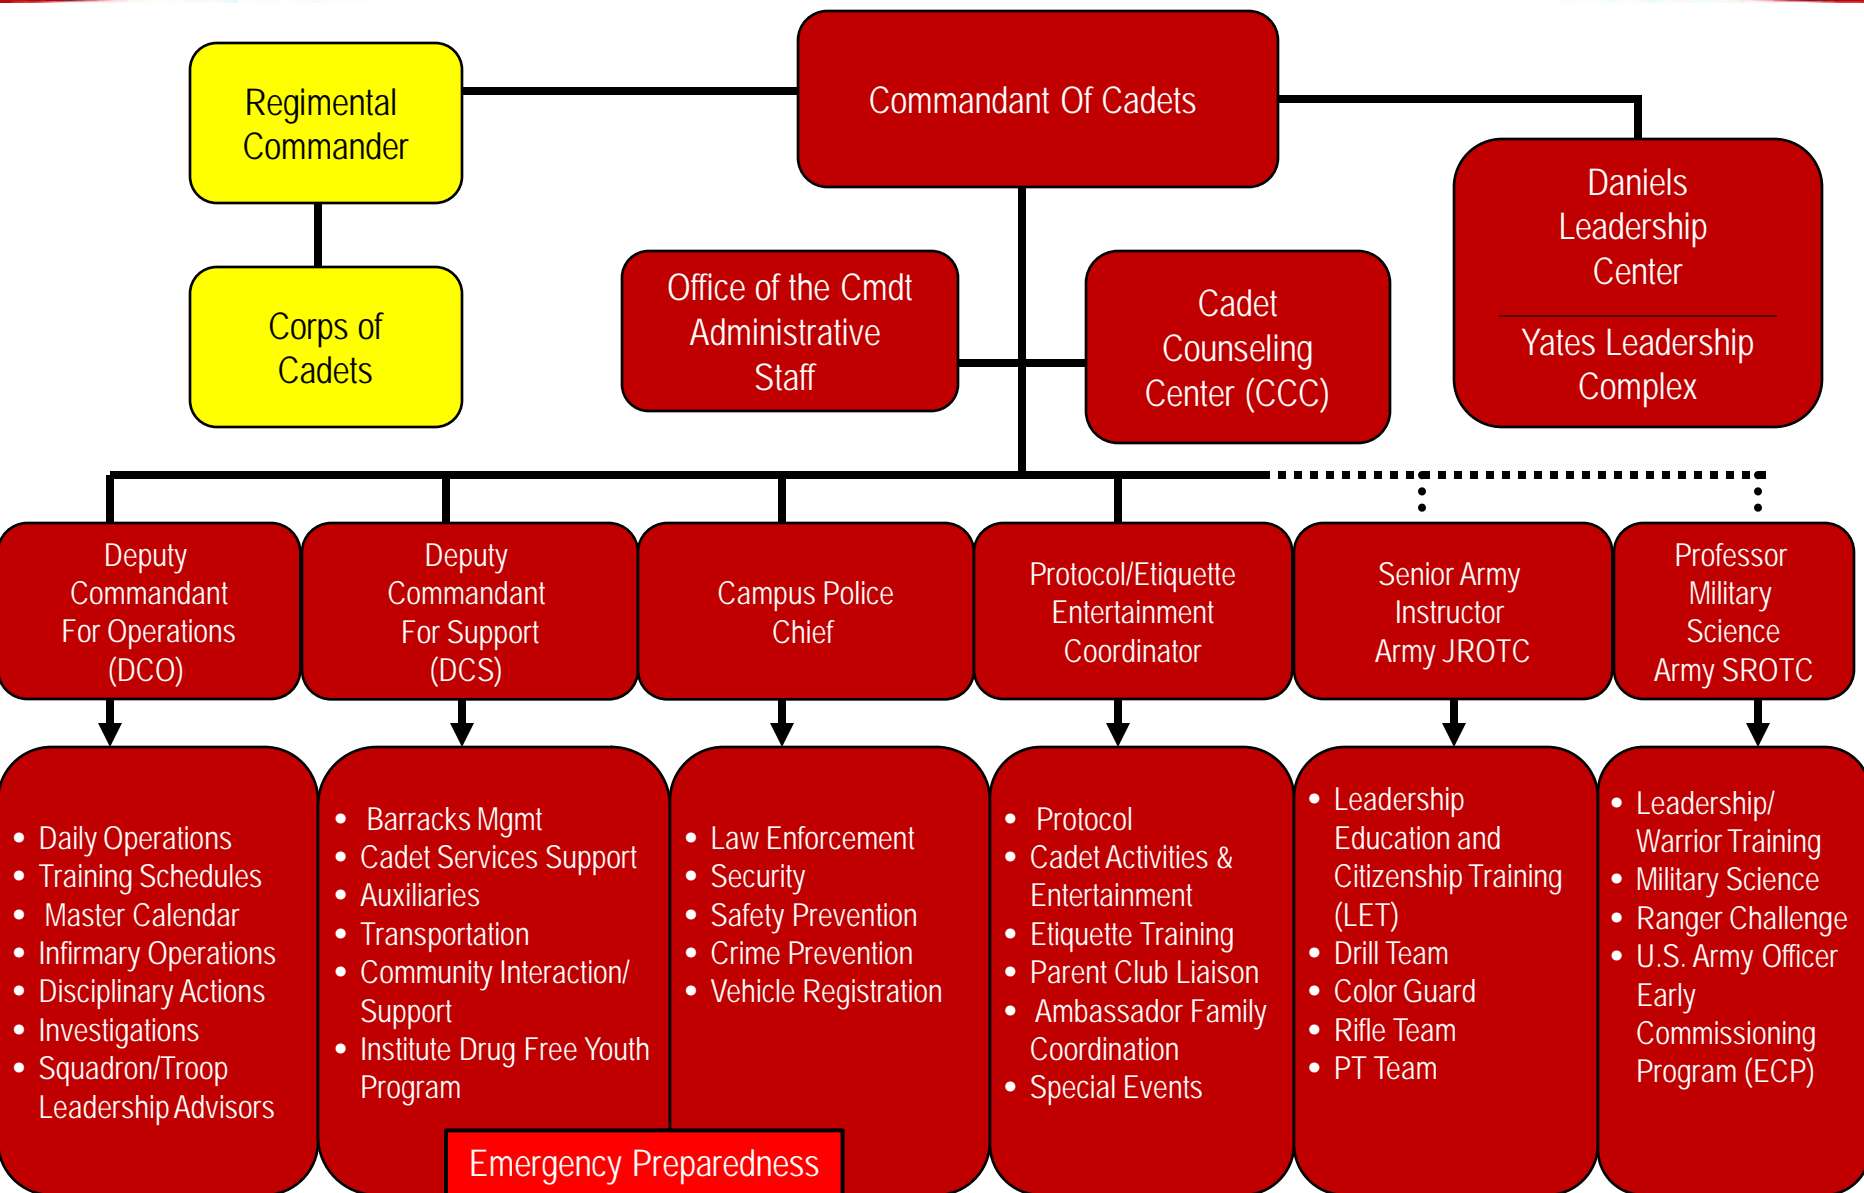 Regimental
Commander
Commandant Of Cadets
Daniels
Leadership
Center
Yates Leadership
Complex
Corps of
Cadets
Office of the Cmdt
Administrative
Staff
Cadet
Counseling
Center (CCC)
Deputy
Commandant
For Operations
(DCO)
Deputy
Commandant
For Support
(DCS)
Campus Police
Chief
Protocol/Etiquette
Entertainment
Coordinator
Senior Army
Instructor
Army JROTC
Professor
Military
Science
Army SROTC
• Daily Operations
• Training Schedules
• Master Calendar
• Infirmary Operations
• Disciplinary Actions
• Investigations
• Squadron/Troop
Leadership Advisors
• Barracks Mgmt
• Cadet Services Support
• Auxiliaries
• Transportation
• Community Interaction/
Support
• Institute Drug Free Youth
Program
• Law Enforcement
• Security
• Safety Prevention
• Crime Prevention
• Vehicle Registration
Emergency Preparedness
• Protocol
• Cadet Activities &
Entertainment
• Etiquette Training
• Parent Club Liaison
• Ambassador Family
Coordination
• Special Events
• Leadership
Education and
Citizenship Training
(LET)
• Drill Team
• Color Guard
• Rifle Team
• PT Team
• Leadership/
Warrior Training
• Military Science
• Ranger Challenge
• U.S. Army Officer
Early
Commissioning
Program (ECP)